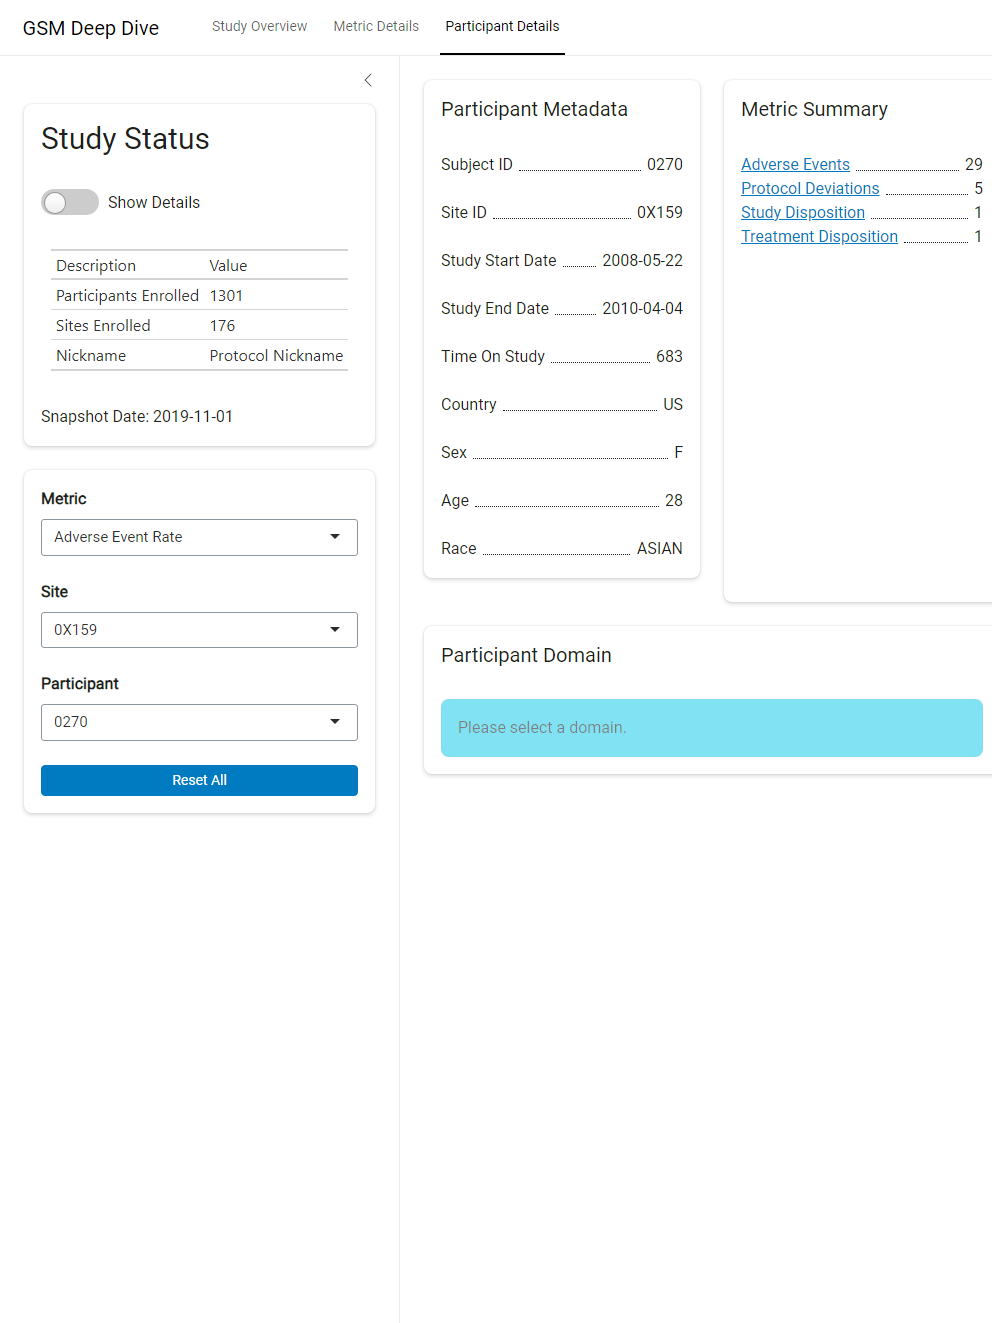 GSM Deep Dive
Study Overview
Metric Details
Participant Details
Study Status
Show Details
Description Value
Participants Enrolled 1301
Sites Enrolled 176
Nickname Protocol Nickname
Snapshot Date: 2019-11-01
Metric
Adverse Event Rate
Site
0X159
Participant
0270
Reset All
Participant Metadata
Subject ID 0270
Site ID 0X159
Study Start Date 2008-05-22
Study End Date 2010-04-04
Time On Study 683
Country US
Sex F
Age 28
Race ASIAN
Metric Summary
Adverse Events 29
Protocol Deviations 5
Study Disposition 1
Treatment Disposition 1
Participant Domain
Please select a domain.